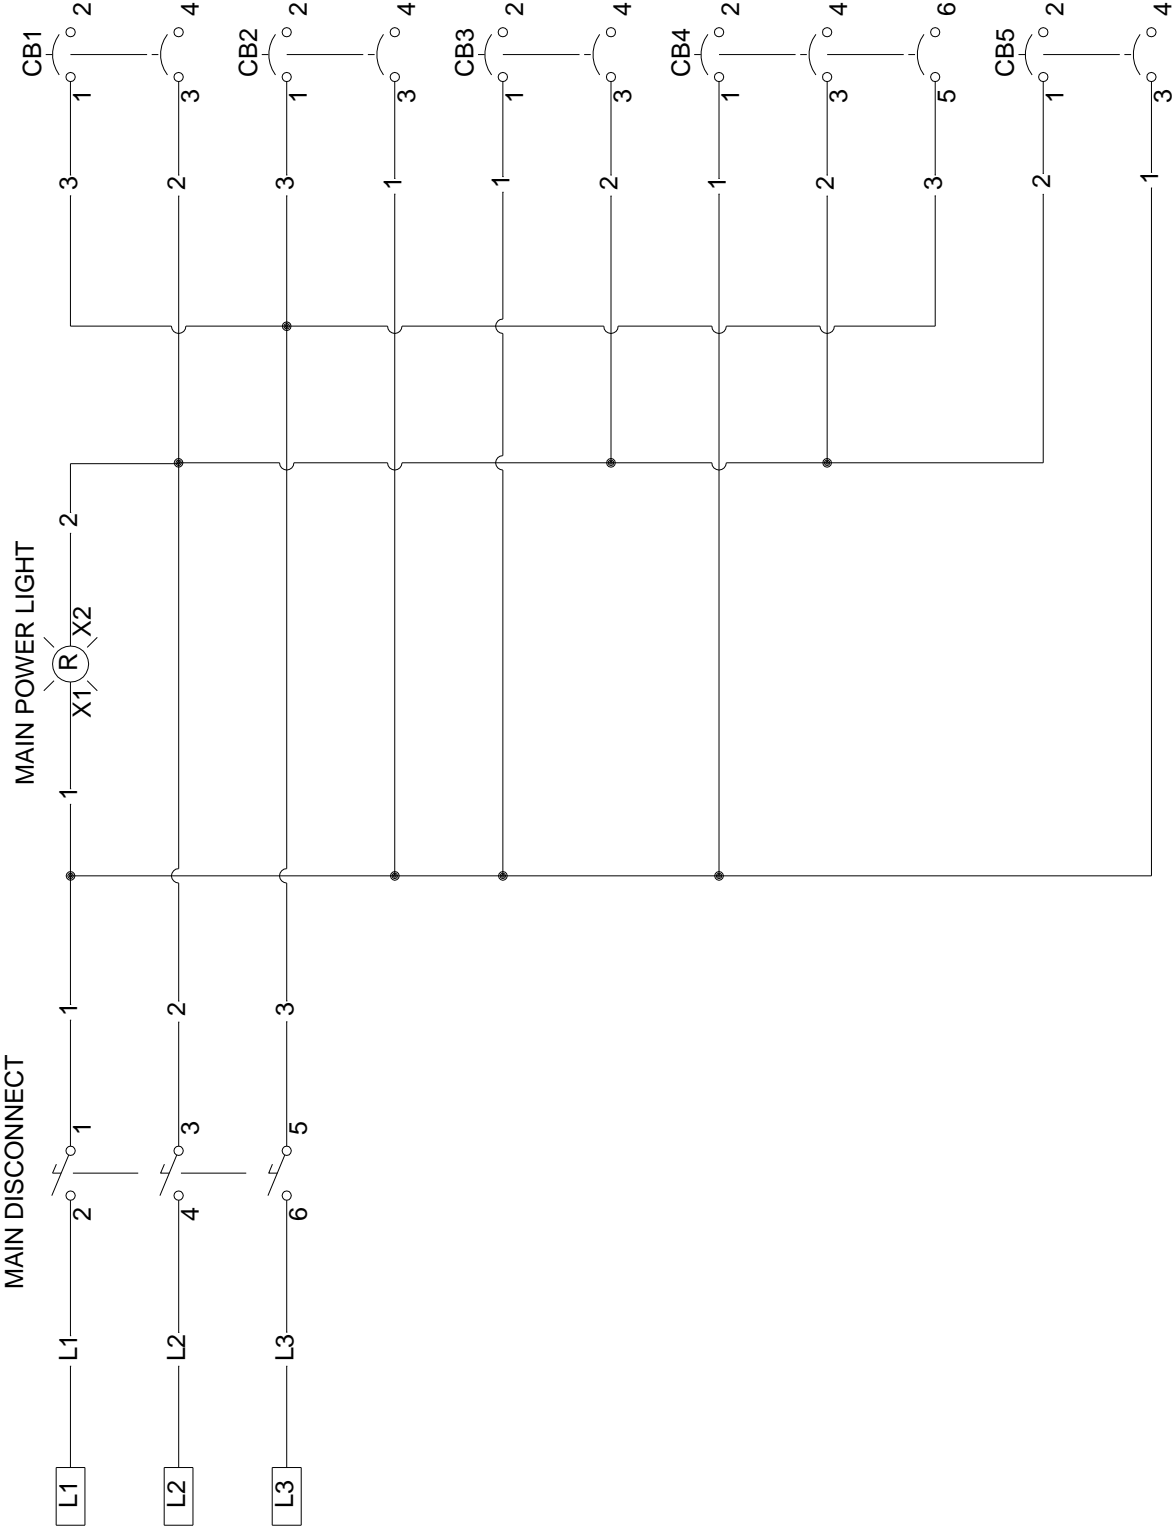 MAIN DISCONNECT MAIN POWER LIGHT CB1
L1 L1 1 1 R 2 3
2 1 X1 X2 1 2
L2 L2 2 2
4 3 3 4
CB2
L3 L3 3 3
6 5 1 2
1
3 4
CB3
1
1 2
2
3 4
CB4
1
1 2
2
3 4
3
5 6
CB5
2
1 2
1
3 4